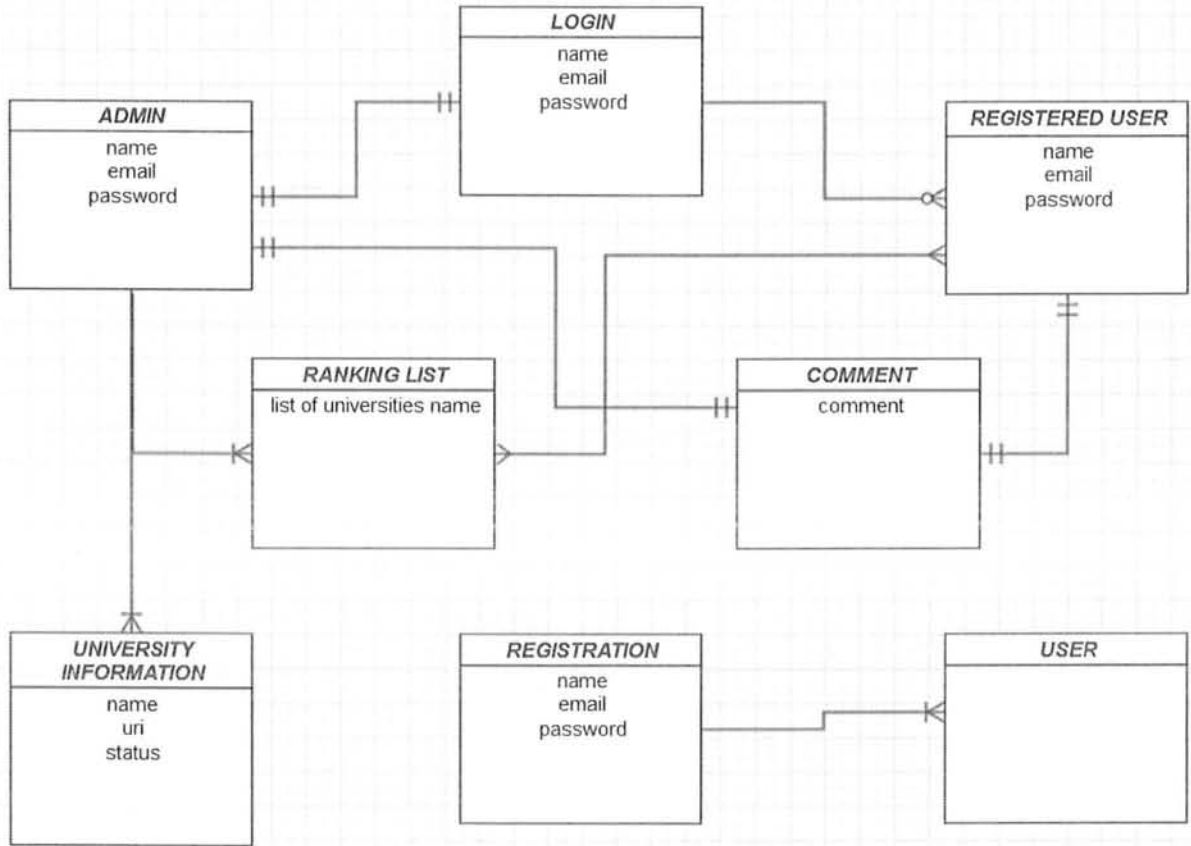 LOGIN
name
email
password
ADMIN
name
email
password
REGISTERED USER
name
email
password
RANKING LIST
list of universities name
COMMENT
comment
UNIVERSITY
INFORMATION
name
uri
status
REGISTRATION
name
email
password
USER